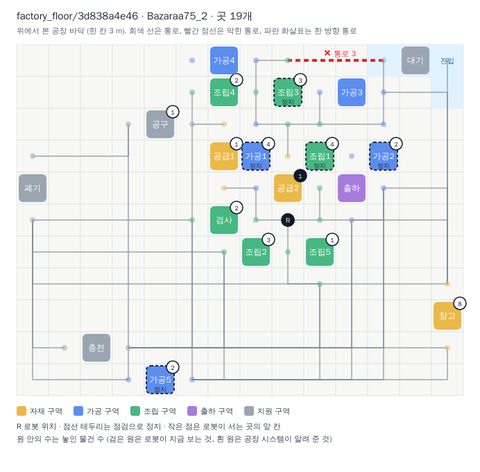 factory_floor/3d838a4e46 · Bazaraa75_2 · 곳 19개
위에서 본 공장 바닥 (한 칸 3 m). 회색 선은 통로, 빨간 점선은 막힌 통로, 파란 화살표는 한 방향 통로
가공4 ✕ 통로 3 대기 진입
조립4 2 조립3 3 정지 가공3
공구 1
공급1 1 가공1 4 정지 조립1 4 정지 가공2 2 정지
폐기 공급2 1 출하
검사 2 R
조립2 3 조립5 1
창고 8
충전
가공5 2 정지
자재 구역 가공 구역 조립 구역 출하 구역 지원 구역
R 로봇 위치 · 점선 테두리는 점검으로 정지 · 작은 점은 로봇이 서는 곳의 앞 칸
원 안의 수는 놓인 물건 수 (검은 원은 로봇이 지금 보는 것, 흰 원은 공장 시스템이 알려 준 것)